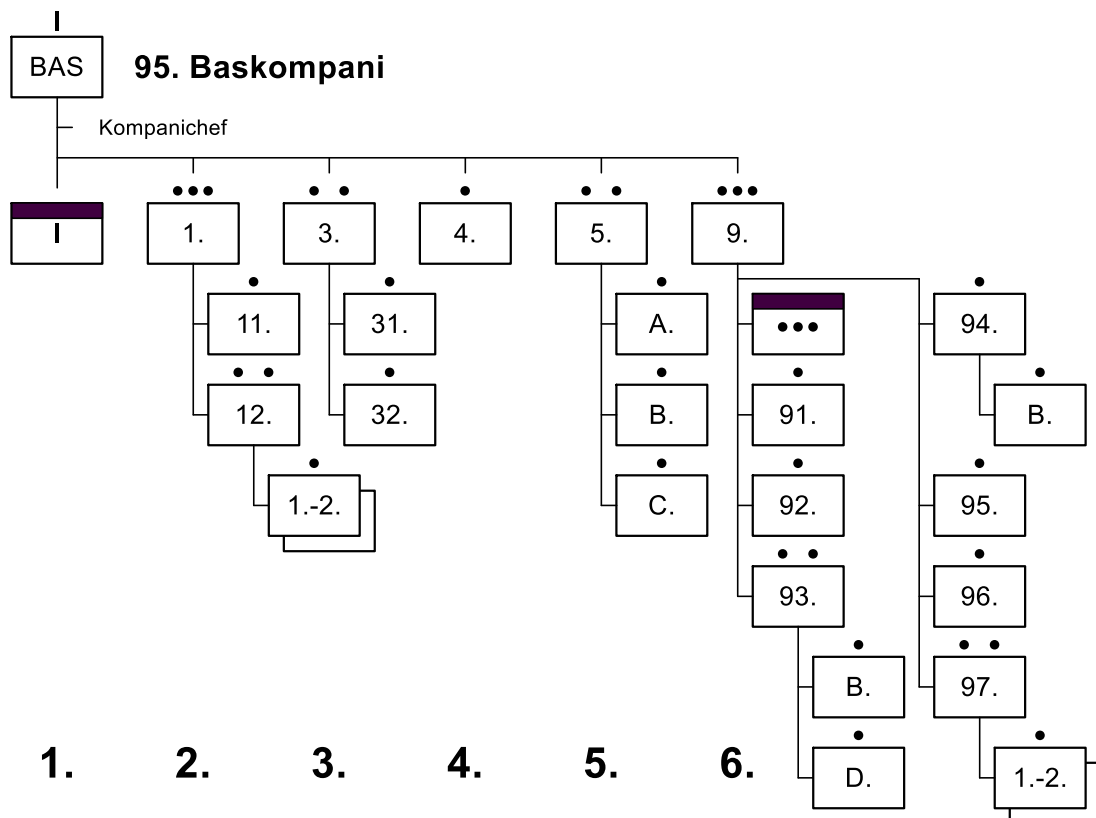 BAS
95. Baskompani
Kompanichef
I
1.
3.
4.
5.
9.
11.
31.
A.
94.
12.
32.
B.
91.
B.
1.-2.
C.
92.
95.
93.
96.
B.
97.
1.
2.
3.
4.
5.
6.
D.
1.-2.